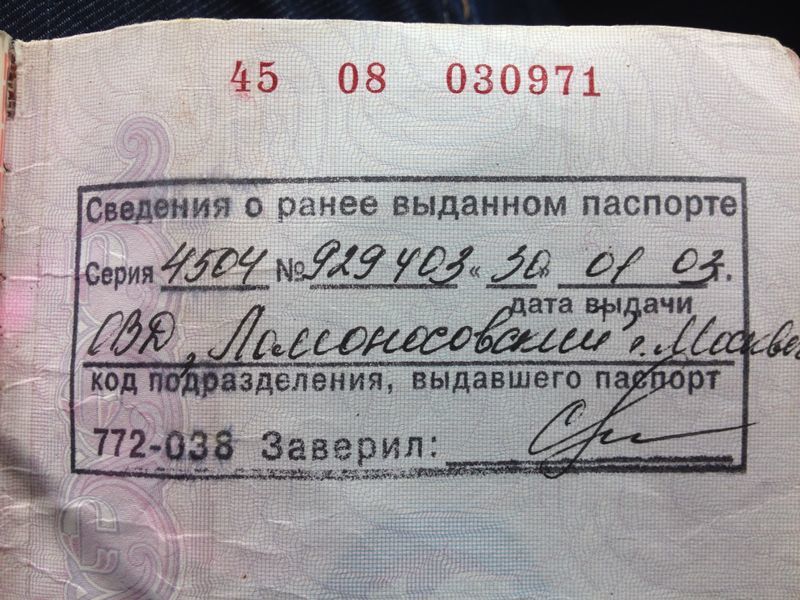 45 08 030971
Сведения о ранее выданном паспорте
Серия 4504 № 929403 «30» 01 03 г.
дата выдачи
ОВД „Ломоносовский" г. Москвы
код подразделения, выдавшего паспорт
772-038 Заверил: